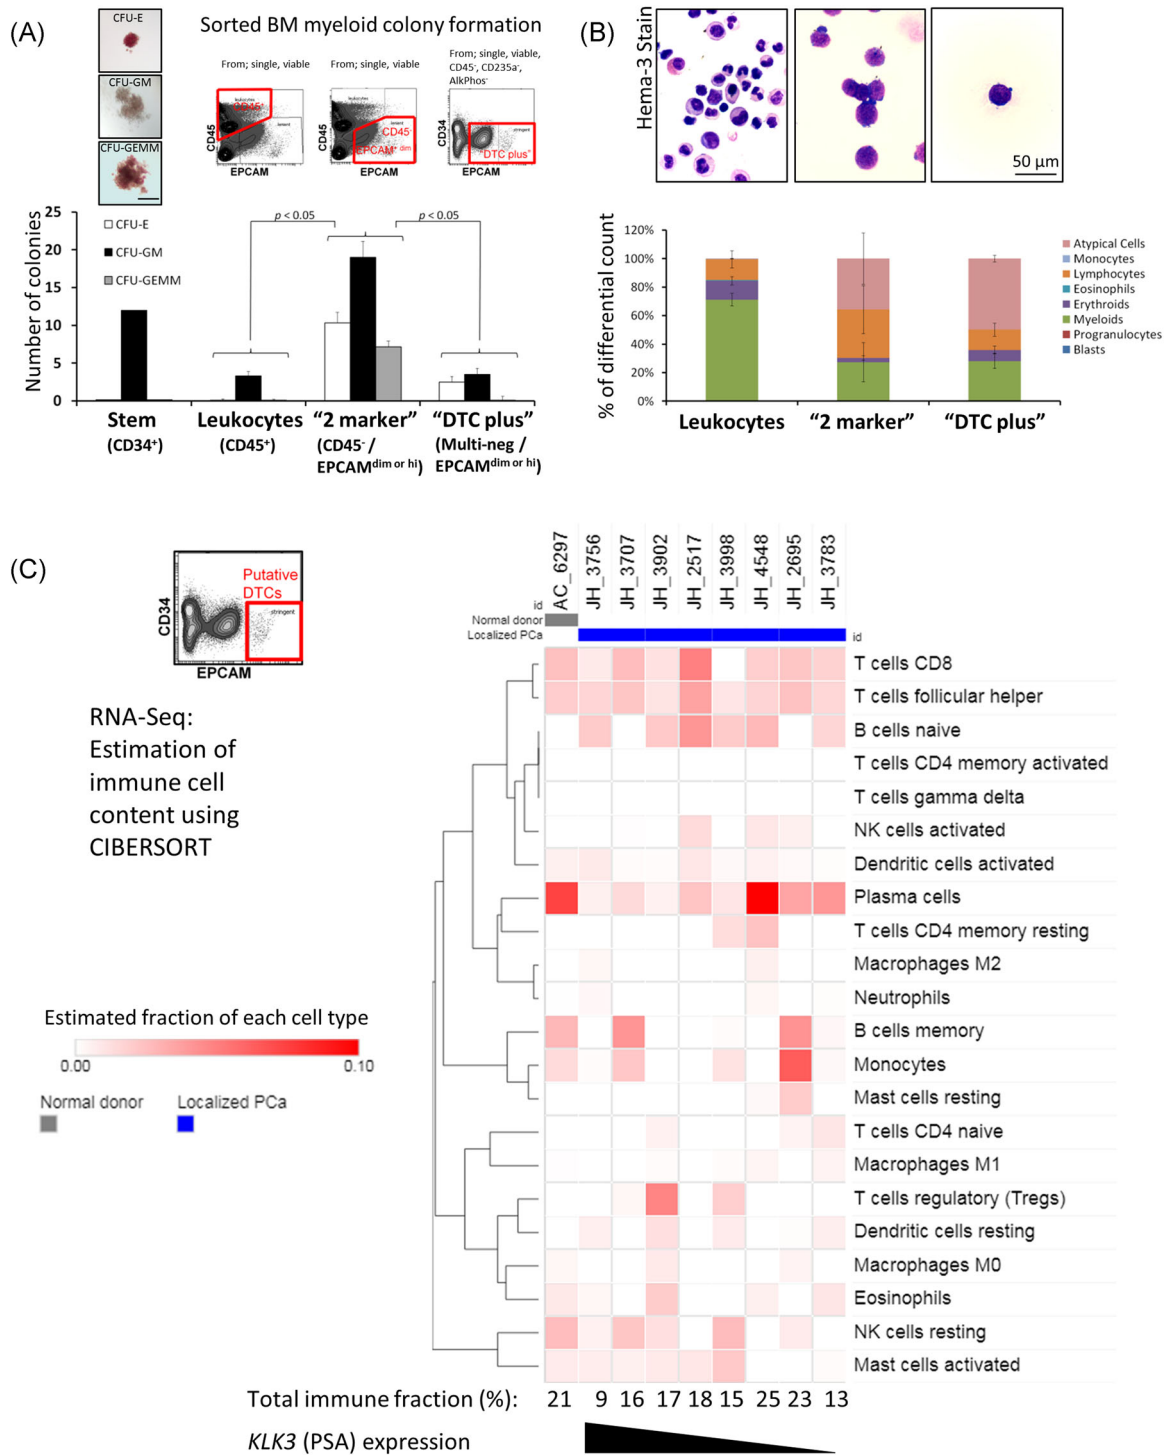 (A)
CFU-E
CFU-GM
CFU-GEMM
Sorted BM myeloid colony formation
From; single, viable
From; single, viable
From; single, viable,
CD45-, CD235a-,
AlkPhos-
CD45
leukocytes
CD45+
EPCAM
CD45-
EPCAM+ dim
EPCAM
CD34
stringent
"DTC plus"
EPCAM
Number of colonies
25
20
15
10
5
0
CFU-E
CFU-GM
CFU-GEMM
p < 0.05
p < 0.05
Stem
(CD34+)
Leukocytes
(CD45+)
"2 marker"
(CD45- /
EPCAMdim or hi)
"DTC plus"
(Multi-neg /
EPCAMdim or hi)
(B)
Hema-3 Stain
50 µm
% of differential count
120%
100%
80%
60%
40%
20%
0%
Leukocytes
"2 marker"
"DTC plus"
Atypical Cells
Monocytes
Lymphocytes
Eosinophils
Erythroids
Myeloids
Progranulocytes
Blasts
(C)
CD34
Putative
DTCs
stringent
EPCAM
RNA-Seq:
Estimation of
immune cell
content using
CIBERSORT
Estimated fraction of each cell type
0.00
0.10
Normal donor
Localized PCa
id
AC_6297
JH_3756
JH_3707
JH_3902
JH_2517
JH_3998
JH_4548
JH_2695
JH_3783
Normal donor
Localized PCa
id
T cells CD8
T cells follicular helper
B cells naive
T cells CD4 memory activated
T cells gamma delta
NK cells activated
Dendritic cells activated
Plasma cells
T cells CD4 memory resting
Macrophages M2
Neutrophils
B cells memory
Monocytes
Mast cells resting
T cells CD4 naive
Macrophages M1
T cells regulatory (Tregs)
Dendritic cells resting
Macrophages M0
Eosinophils
NK cells resting
Mast cells activated
Total immune fraction (%): 21 9 16 17 18 15 25 23 13
KLK3 (PSA) expression